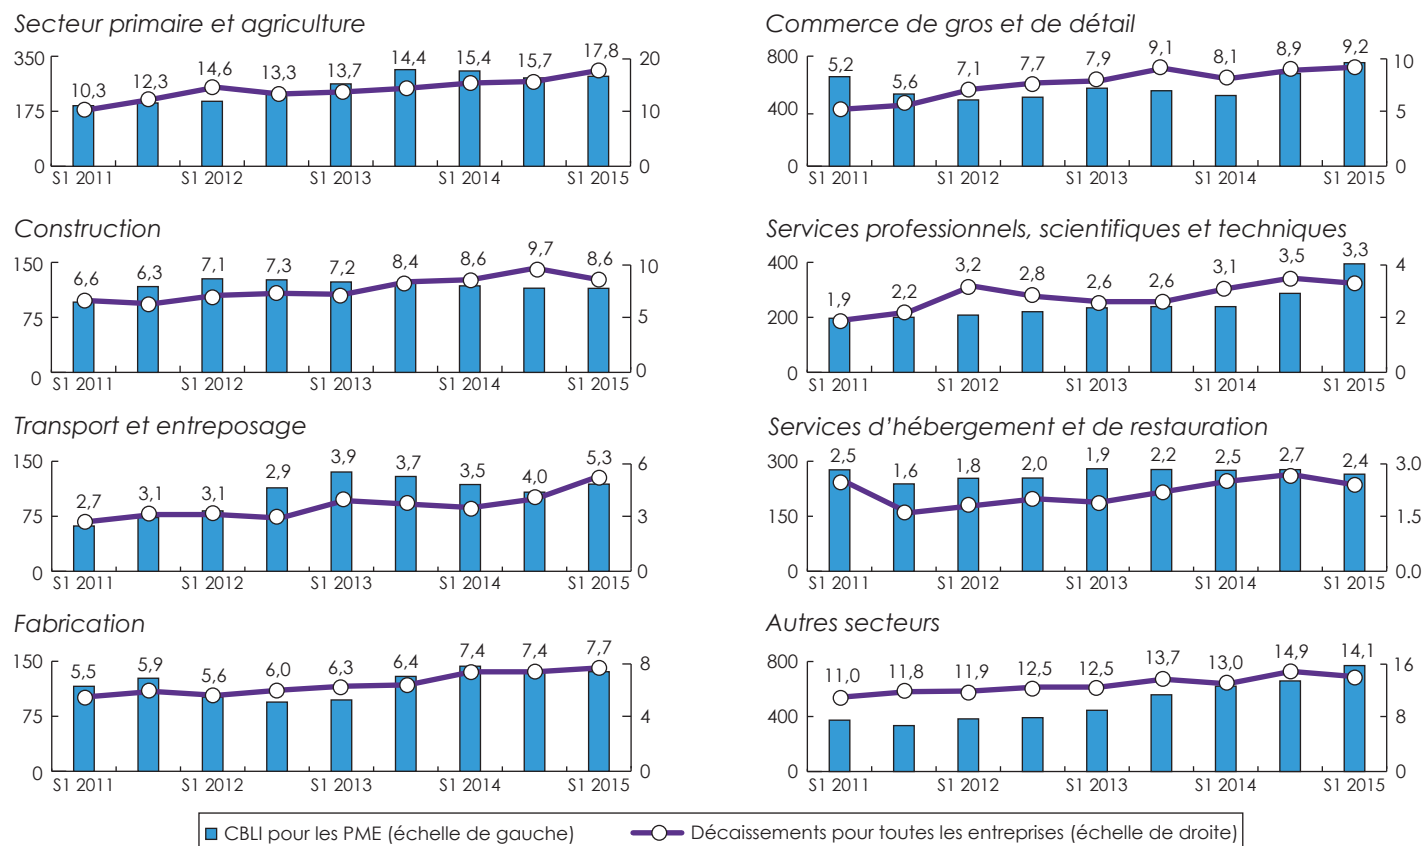 Secteur primaire et agriculture
350
175
0
20
10
0
10,3
12,3
14,6
13,3
13,7
14,4
15,4
15,7
17,8
S1 2011
S1 2012
S1 2013
S1 2014
S1 2015
Commerce de gros et de détail
800
400
0
10
5
0
5,2
5,6
7,1
7,7
7,9
9,1
8,1
8,9
9,2
S1 2011
S1 2012
S1 2013
S1 2014
S1 2015
Construction
150
75
0
10
5
0
6,6
6,3
7,1
7,3
7,2
8,4
8,6
9,7
8,6
S1 2011
S1 2012
S1 2013
S1 2014
S1 2015
Services professionnels, scientifiques et techniques
400
200
0
4
2
0
1,9
2,2
3,2
2,8
2,6
2,6
3,1
3,5
3,3
S1 2011
S1 2012
S1 2013
S1 2014
S1 2015
Transport et entreposage
150
75
0
6
3
0
2,7
3,1
3,1
2,9
3,9
3,7
3,5
4,0
5,3
S1 2011
S1 2012
S1 2013
S1 2014
S1 2015
Services d’hébergement et de restauration
300
150
0
3.0
1.5
0.0
2,5
1,6
1,8
2,0
1,9
2,2
2,5
2,7
2,4
S1 2011
S1 2012
S1 2013
S1 2014
S1 2015
Fabrication
150
75
0
8
4
0
5,5
5,9
5,6
6,0
6,3
6,4
7,4
7,4
7,7
S1 2011
S1 2012
S1 2013
S1 2014
S1 2015
Autres secteurs
800
400
0
16
8
0
11,0
11,8
11,9
12,5
12,5
13,7
13,0
14,9
14,1
S1 2011
S1 2012
S1 2013
S1 2014
S1 2015
CBLI pour les PME (échelle de gauche)
Décaissements pour toutes les entreprises (échelle de droite)